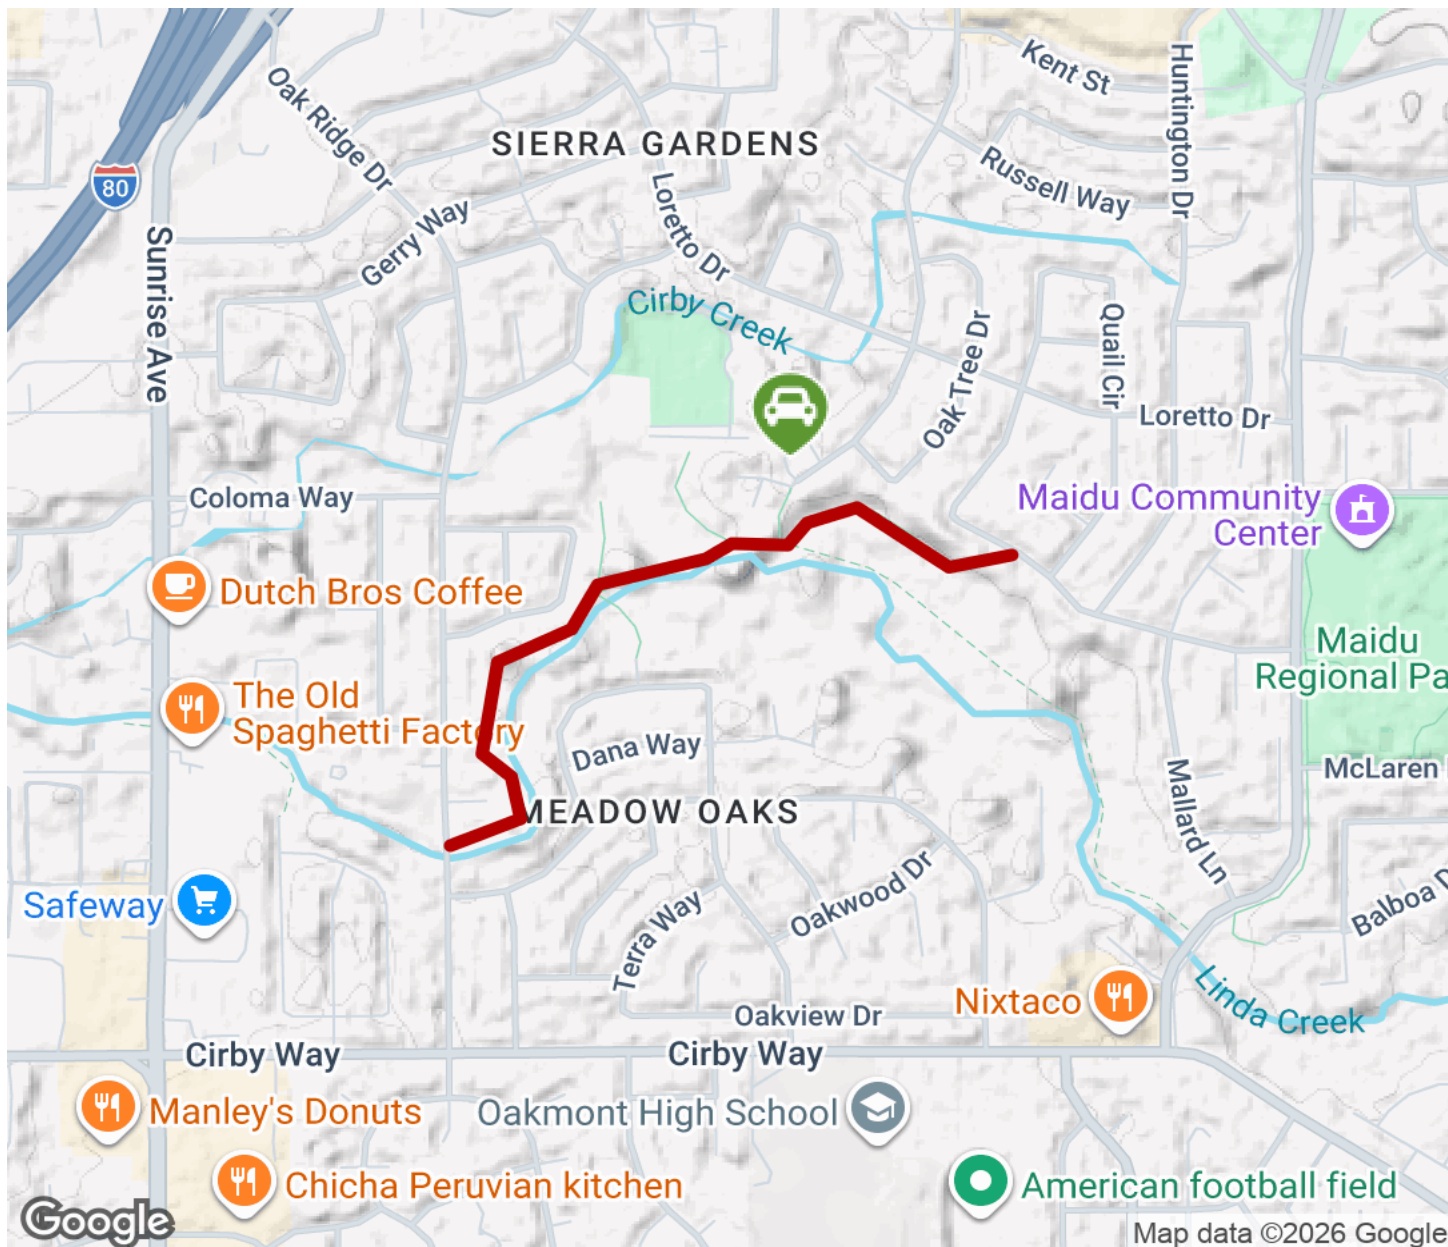 Kent St
Huntington Dr
Oak Ridge Dr
SIERRA GARDENS
80
Russell Way
Loretto Dr
Gerry Way
Sunrise Ave
Cirby Creek
Quail Cir
Oak Tree Dr
Loretto Dr
Coloma Way
Maidu Community
Center
Dutch Bros Coffee
Maidu
Regional Pa
The Old
Spaghetti Factory
Dana Way
McLaren
MEADOW OAKS
Mallard Ln
Safeway
Oakwood Dr
Balboa D
Terra Way
Nixtaco
Linda Creek
Oakview Dr
Cirby Way
Cirby Way
Manley's Donuts
Oakmont High School
Chicha Peruvian kitchen
American football field
Google
Map data ©2026 Google